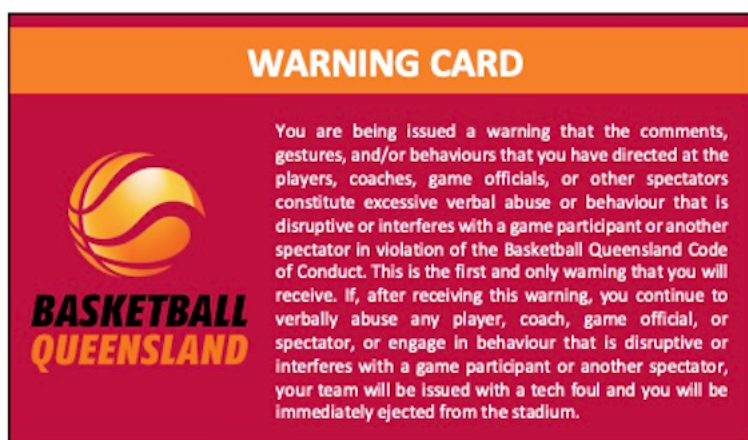 WARNING CARD
You are being issued a warning that the comments,
gestures, and/or behaviours that you have directed at the
players, coaches, game officials, or other spectators
constitute excessive verbal abuse or behaviour that is
disruptive or interferes with a game participant or another
spectator in violation of the Basketball Queensland Code
of Conduct. This is the first and only warning that you will
receive. If, after receiving this warning, you continue to
verbally abuse any player, coach, game official, or
spectator, or engage in behaviour that is disruptive or
interferes with a game participant or another spectator,
your team will be issued with a tech foul and you will be
immediately ejected from the stadium.
BASKETBALL
QUEENSLAND